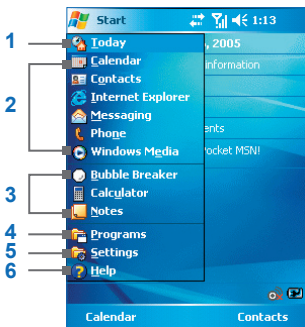 Start 1:13
1 Today , 2005
2 Calendar information
Contacts
Internet Explorer
Messaging
Phone ents
Windows Media Pocket MSN!
3 Bubble Breaker
Calculator
Notes
4 Programs
5 Settings
6 Help
Calendar Contacts